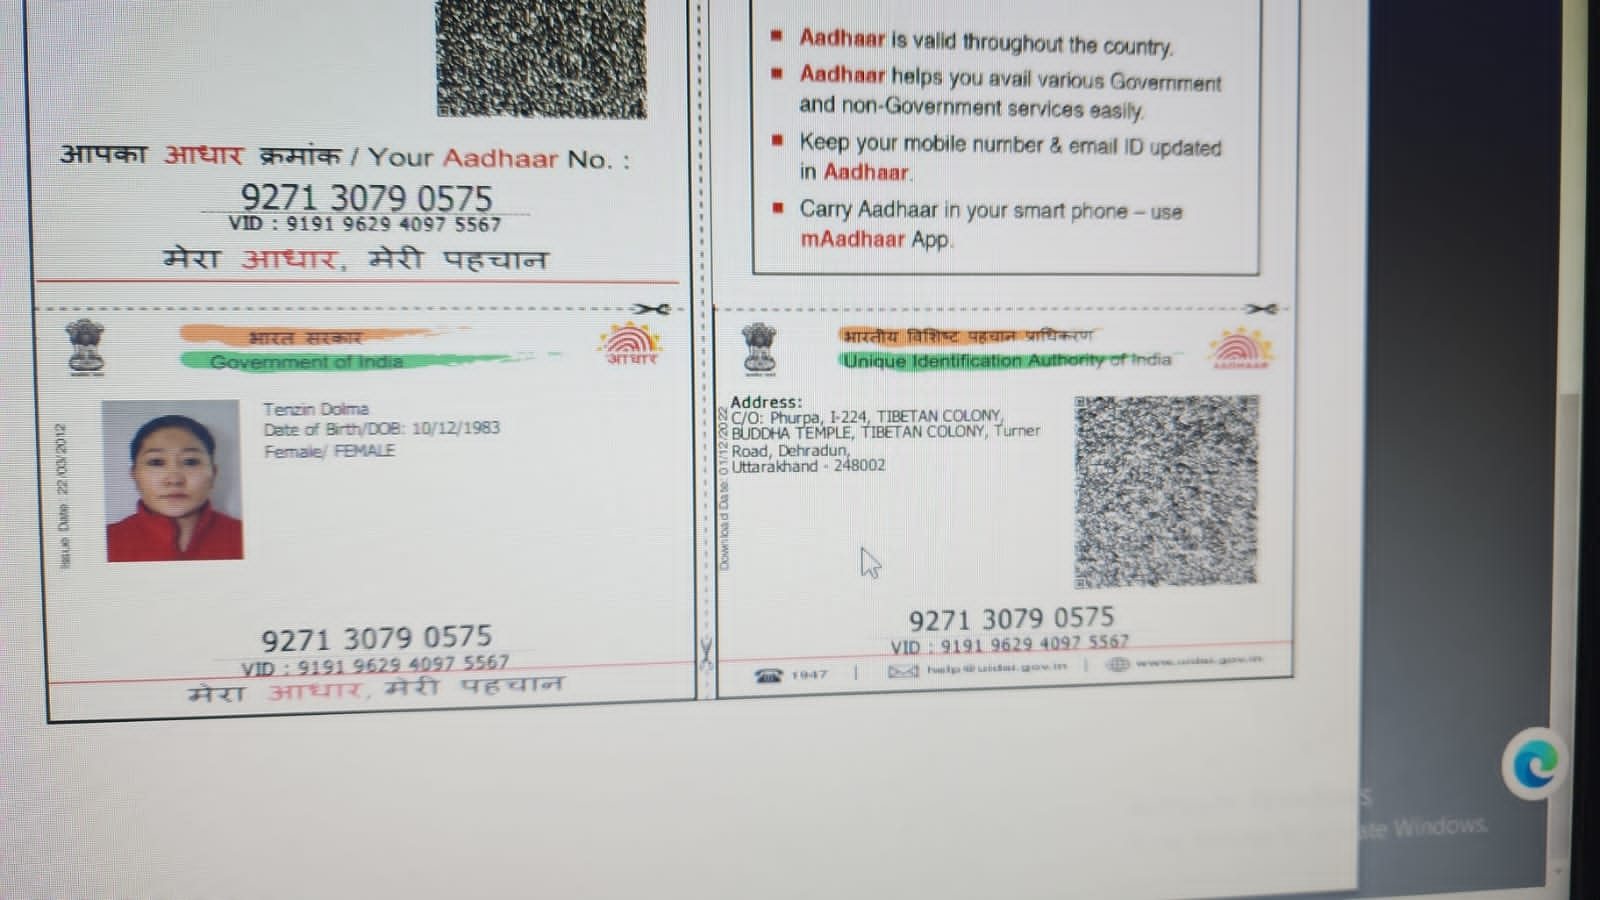 आपका आधार क्रमांक / Your Aadhaar No. :
9271 3079 0575
VID : 9191 9629 4097 5567
मेरा आधार, मेरी पहचान
Aadhaar is valid throughout the country.
Aadhaar helps you avail various Government
and non-Government services easily.
Keep your mobile number & email ID updated
in Aadhaar.
Carry Aadhaar in your smart phone – use
mAadhaar App.
भारत सरकार
Government of India
आधार
Issue Date : 22/03/2012
Tenzin Dolma
Date of Birth/DOB: 10/12/1983
Female/ FEMALE
9271 3079 0575
VID : 9191 9629 4097 5567
मेरा आधार, मेरी पहचान
भारतीय विशिष्ट पहचान प्राधिकरण
Unique Identification Authority of India
AADHAAR
Download Date: 01/12/2022
Address:
C/O: Phurpa, I-224, TIBETAN COLONY,
BUDDHA TEMPLE, TIBETAN COLONY, Turner
Road, Dehradun,
Uttarakhand - 248002
9271 3079 0575
VID : 9191 9629 4097 5567
1947 | help@uidai.gov.in | www.uidai.gov.in
Windows.